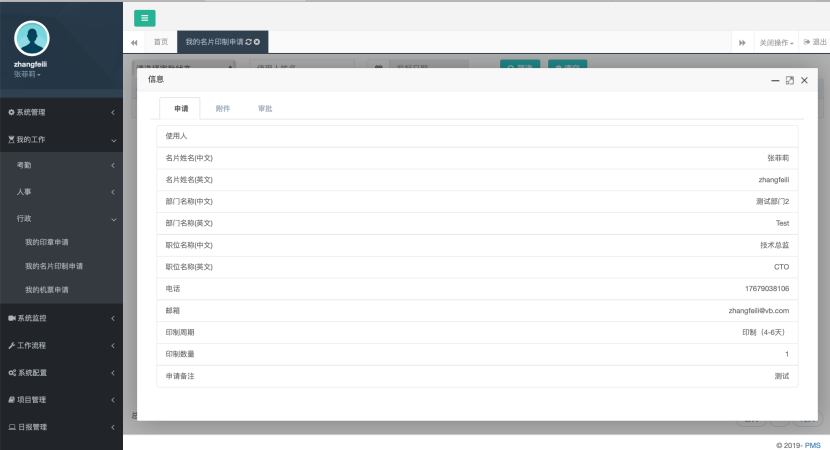 zhangfeili
张菲莉
系统管理
我的工作
考勤
人事
行政
我的印章申请
我的名片印制申请
我的机票申请
系统监控
工作流程
系统配置
项目管理
日报管理
首页
我的名片印制申请
关闭操作
退出
信息
申请
附件
审批
使用人
名片姓名(中文) 张菲莉
名片姓名(英文) zhangfeili
部门名称(中文) 测试部门2
部门名称(英文) Test
职位名称(中文) 技术总监
职位名称(英文) CTO
电话 17679038106
邮箱 zhangfeili@vb.com
印制周期 印制（4-6天）
印制数量 1
申请备注 测试
© 2019- PMS